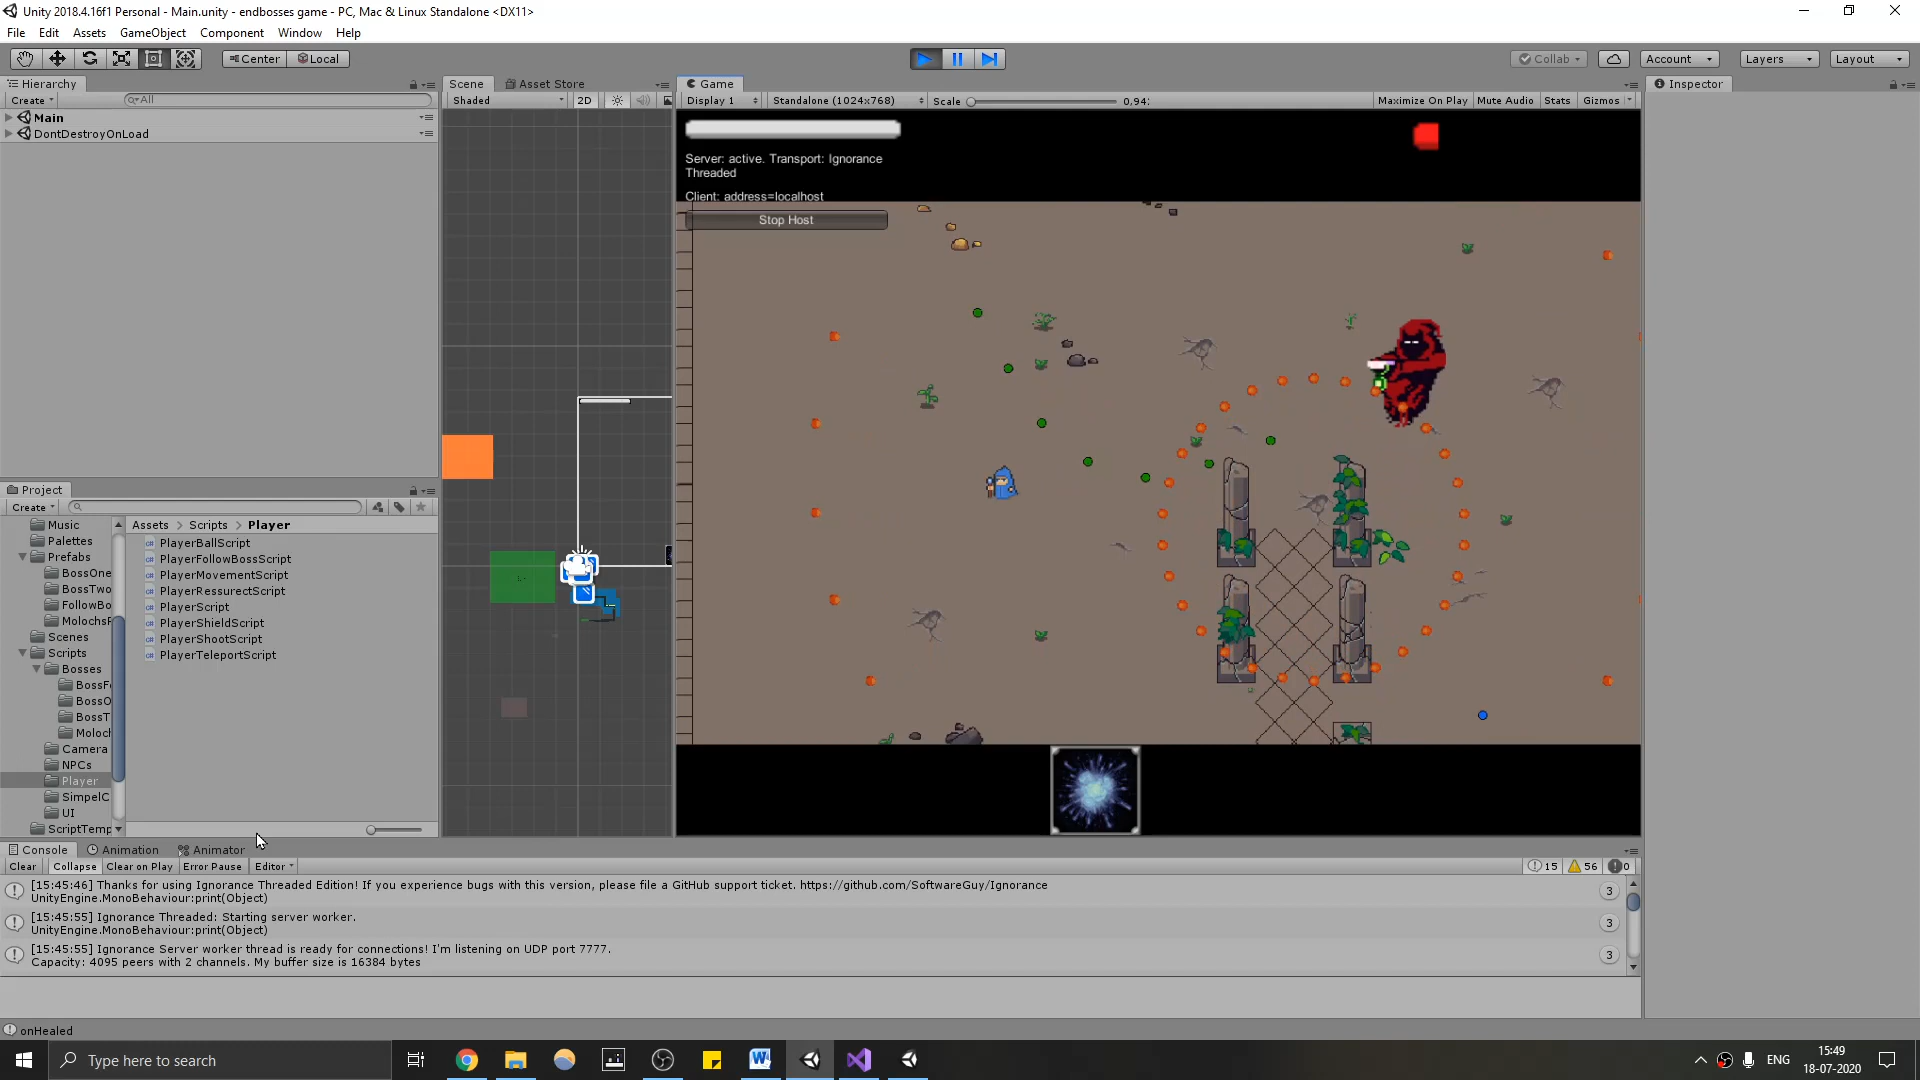 Unity 2018.4.16f1 Personal - Main.unity - endbosses game - PC, Mac & Linux Standalone <DX11>
File Edit Assets GameObject Component Window Help
Center Local Collab Account Layers Layout
Hierarchy
Create All
Main
DontDestroyOnLoad
Scene Asset Store
Shaded 2D
Game
Display 1 Standalone (1024x768) Scale 0,94: Maximize On Play Mute Audio Stats Gizmos
Inspector
Server: active. Transport: Ignorance
Threaded
Client: address=localhost
Stop Host
Project
Create
Music
Palettes
Prefabs
BossOne
BossTwo
FollowBo
MolochsF
Scenes
Scripts
Bosses
BossFo
BossO
BossT
Moloch
Camera
NPCs
Player
SimpelC
UI
ScriptTemp
Assets > Scripts > Player
PlayerBallScript
PlayerFollowBossScript
PlayerMovementScript
PlayerRessurectScript
PlayerScript
PlayerShieldScript
PlayerShootScript
PlayerTeleportScript
Console Animation Animator
Clear Collapse Clear on Play Error Pause Editor 15 56 0
[15:45:46] Thanks for using Ignorance Threaded Edition! If you experience bugs with this version, please file a GitHub support ticket. https://github.com/SoftwareGuy/Ignorance
UnityEngine.MonoBehaviour:print(Object)
3
[15:45:55] Ignorance Threaded: Starting server worker.
UnityEngine.MonoBehaviour:print(Object)
3
[15:45:55] Ignorance Server worker thread is ready for connections! I'm listening on UDP port 7777.
Capacity: 4095 peers with 2 channels. My buffer size is 16384 bytes
3
onHealed
Type here to search
ENG
15:49
18-07-2020